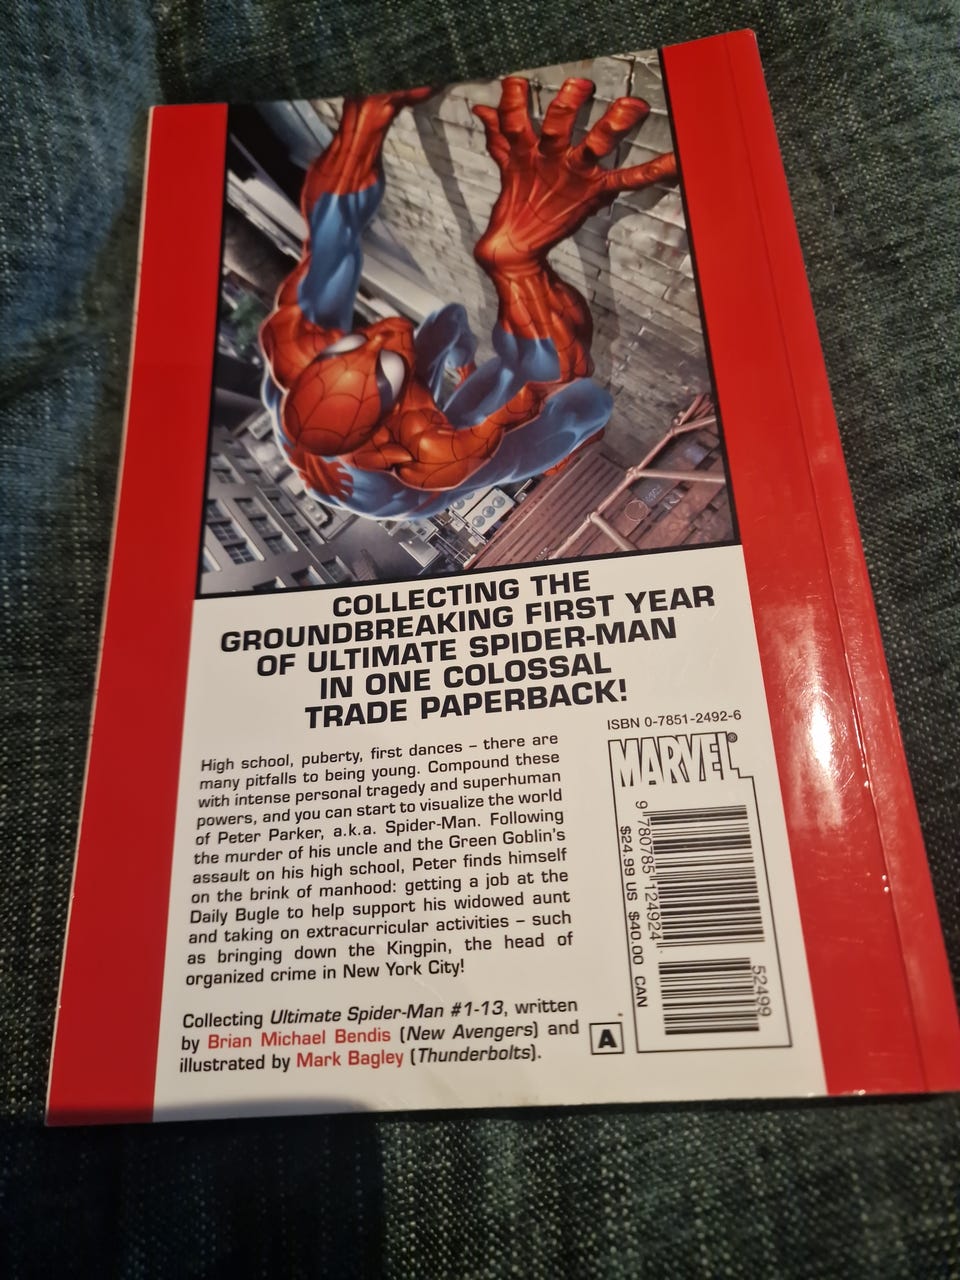 COLLECTING THE
GROUNDBREAKING FIRST YEAR
OF ULTIMATE SPIDER-MAN
IN ONE COLOSSAL
TRADE PAPERBACK!
High school, puberty, first dances – there are
many pitfalls to being young. Compound these
with intense personal tragedy and superhuman
powers, and you can start to visualize the world
of Peter Parker, a.k.a. Spider-Man. Following
the murder of his uncle and the Green Goblin's
assault on his high school, Peter finds himself
on the brink of manhood: getting a job at the
Daily Bugle to help support his widowed aunt
and taking on extracurricular activities – such
as bringing down the Kingpin, the head of
organized crime in New York City!
Collecting Ultimate Spider-Man #1-13, written
by Brian Michael Bendis (New Avengers) and
illustrated by Mark Bagley (Thunderbolts).
A
ISBN 0-7851-2492-6
MARVEL®
9 780785 124924
52499
$24.99 US $40.00 CAN